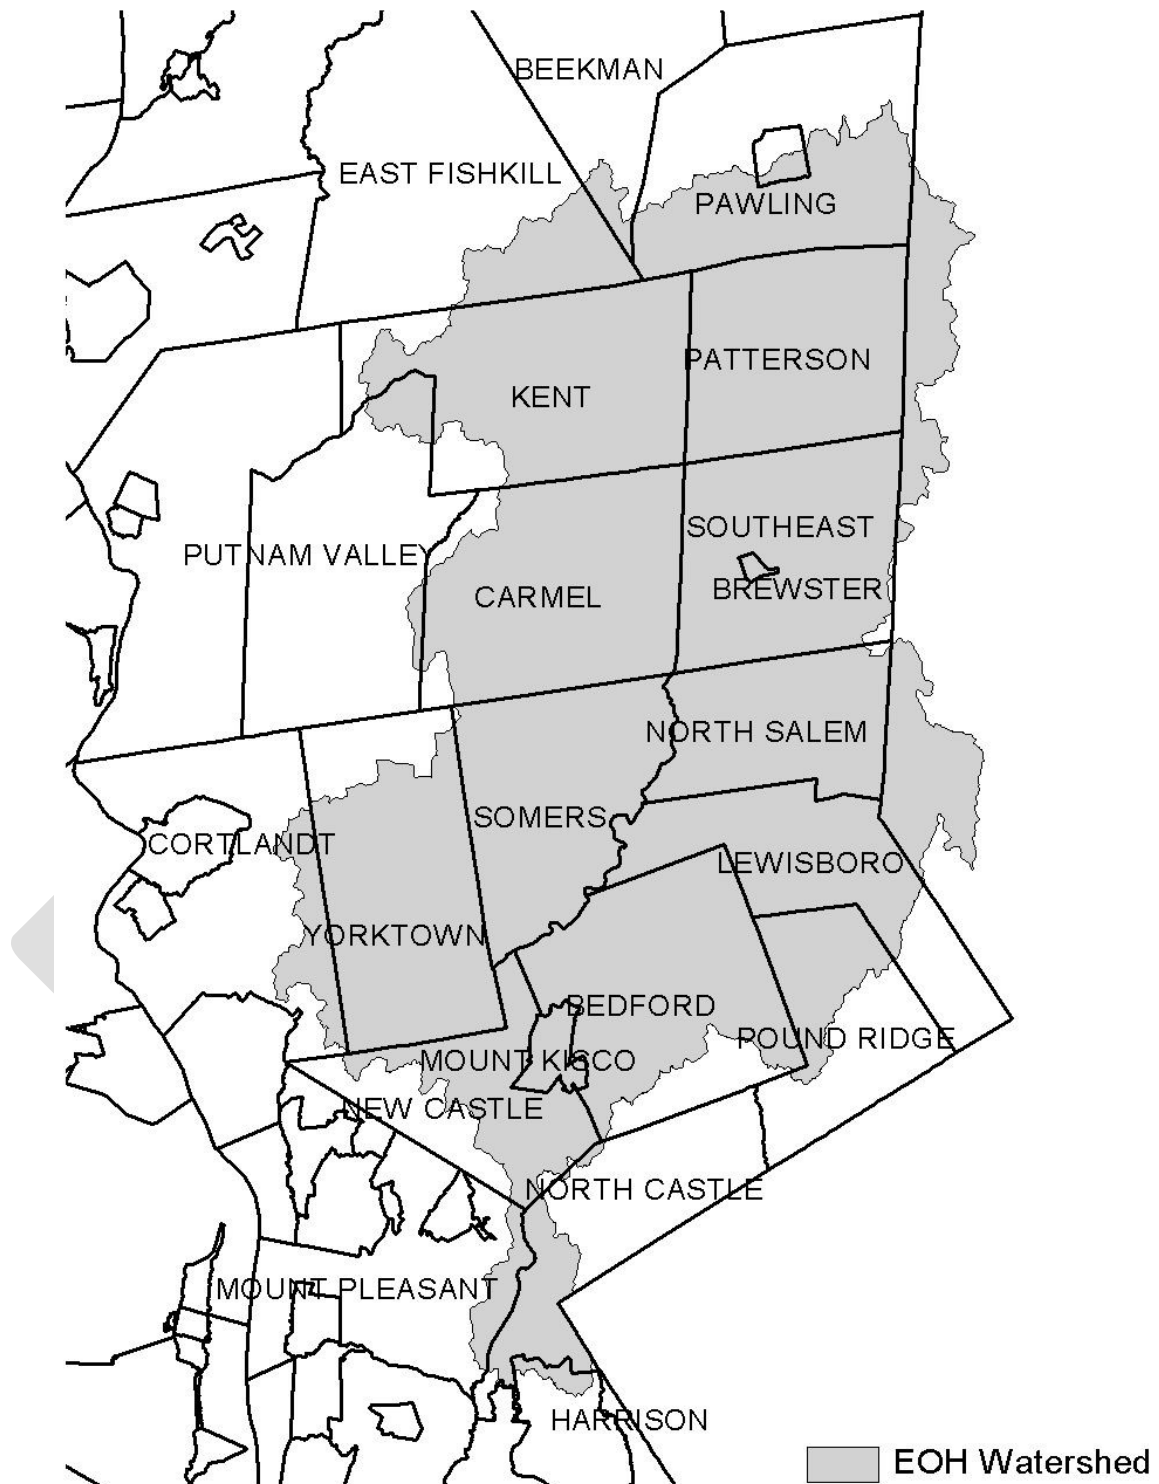 BEEKMAN
EAST FISHKILL
PAWLING
PATTERSON
KENT
SOUTHEAST
PUTNAM VALLEY
BREWSTER
CARMEL
NORTH SALEM
SOMERS
CORTLANDT
LEWISBORO
YORKTOWN
BEDFORD
POUND RIDGE
MOUNT KISCO
NEW CASTLE
NORTH CASTLE
MOUNT PLEASANT
HARRISON
EOH Watershed